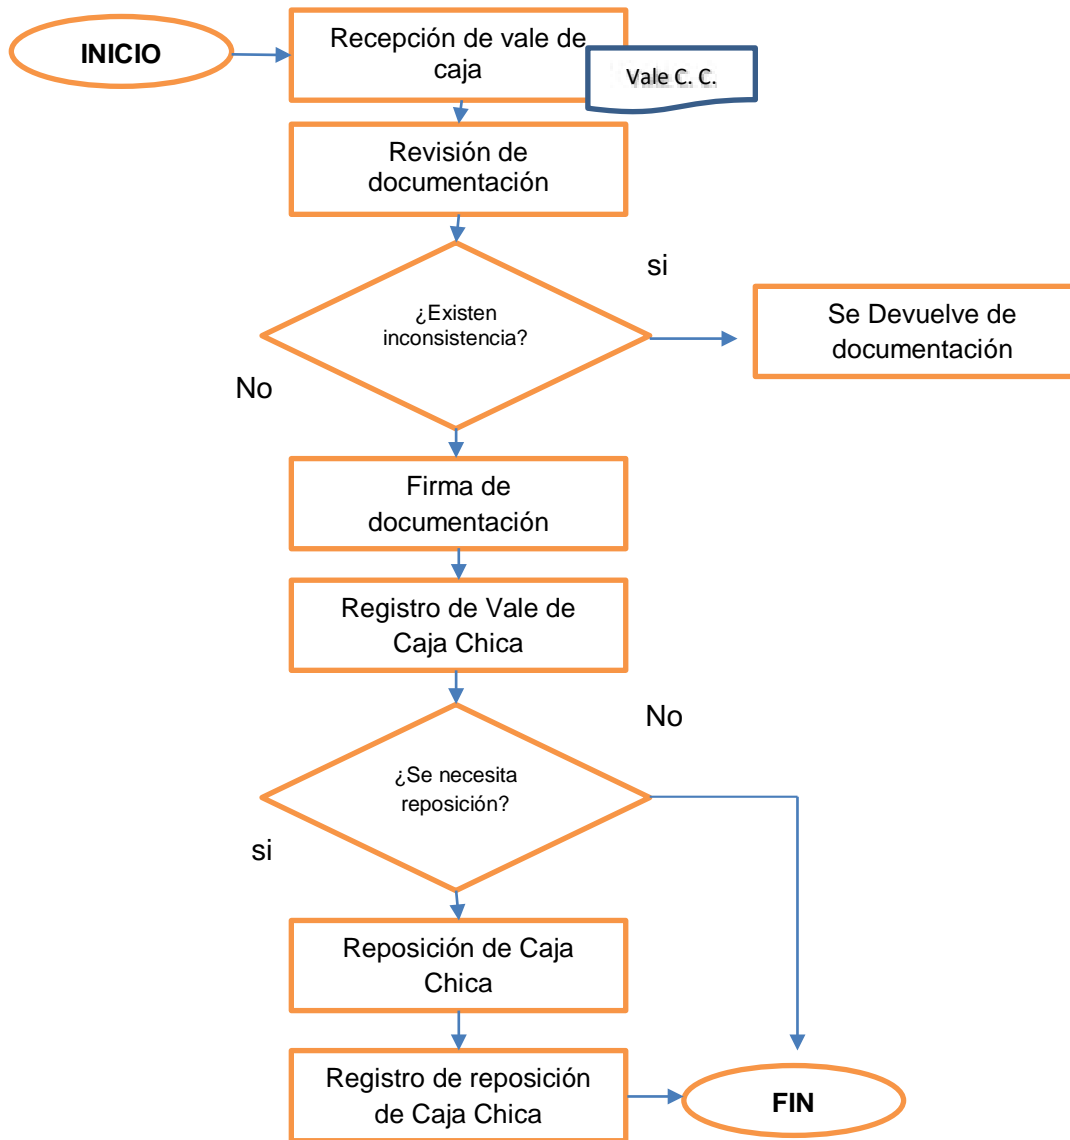 INICIO
Recepción de vale de
caja
Vale C. C.
Revisión de
documentación
¿Existen
inconsistencia?
si
Se Devuelve de
documentación
No
Firma de
documentación
Registro de Vale de
Caja Chica
¿Se necesita
reposición?
No
si
Reposición de Caja
Chica
Registro de reposición
de Caja Chica
FIN